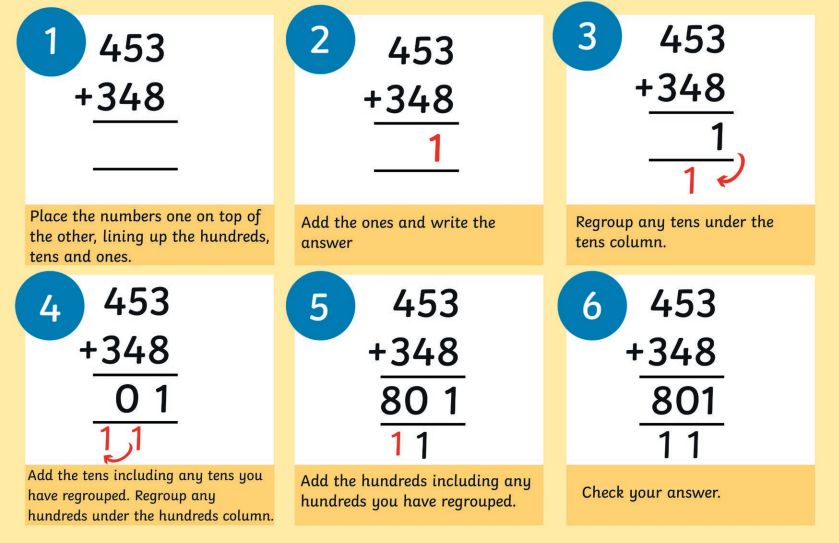 1
453
+348
Place the numbers one on top of
the other, lining up the hundreds,
tens and ones.
2
453
+348
1
Add the ones and write the
answer
3
453
+348
1
1
Regroup any tens under the
tens column.
4
453
+348
0 1
1 1
Add the tens including any tens you
have regrouped. Regroup any
hundreds under the hundreds column.
5
453
+348
80 1
1 1
Add the hundreds including any
hundreds you have regrouped.
6
453
+348
801
1 1
Check your answer.